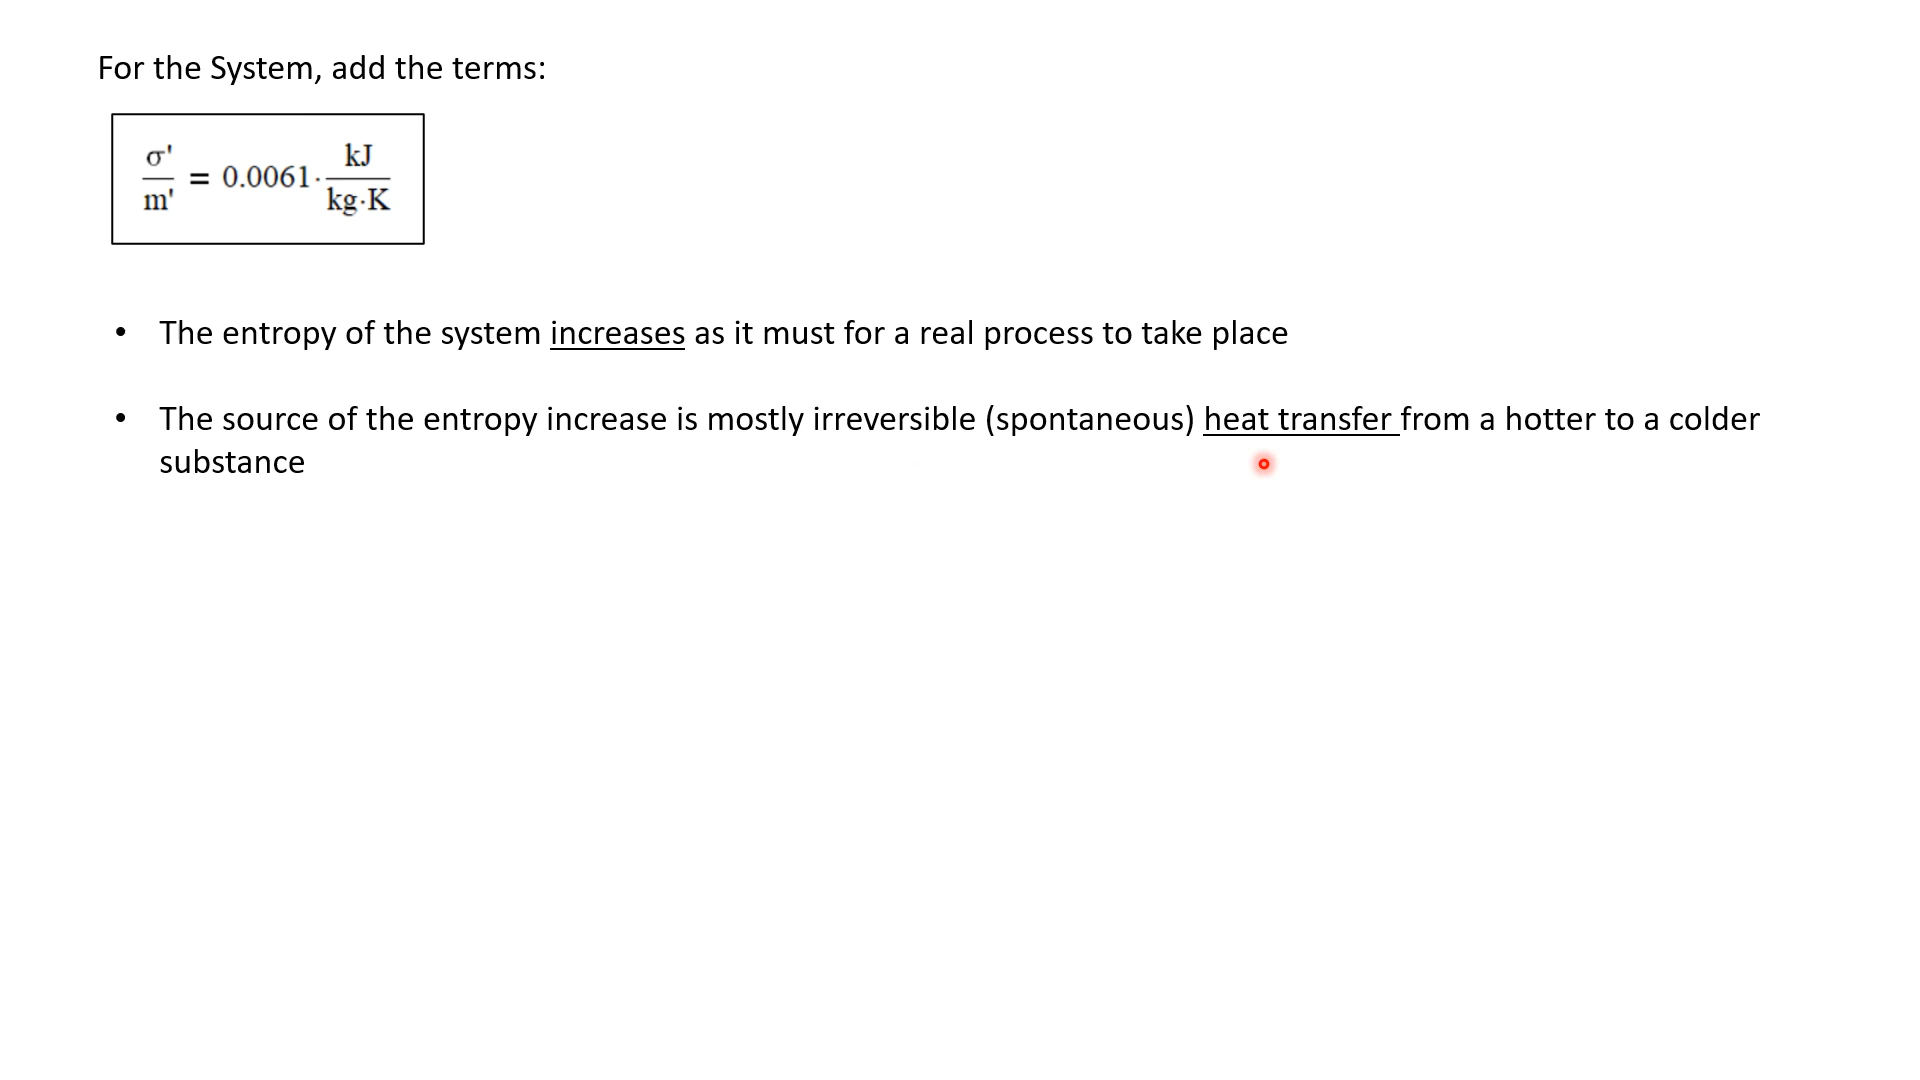 For the System, add the terms:
σ'/m' = 0.0061· kJ/kg·K
• The entropy of the system increases as it must for a real process to take place
• The source of the entropy increase is mostly irreversible (spontaneous) heat transfer from a hotter to a colder
substance